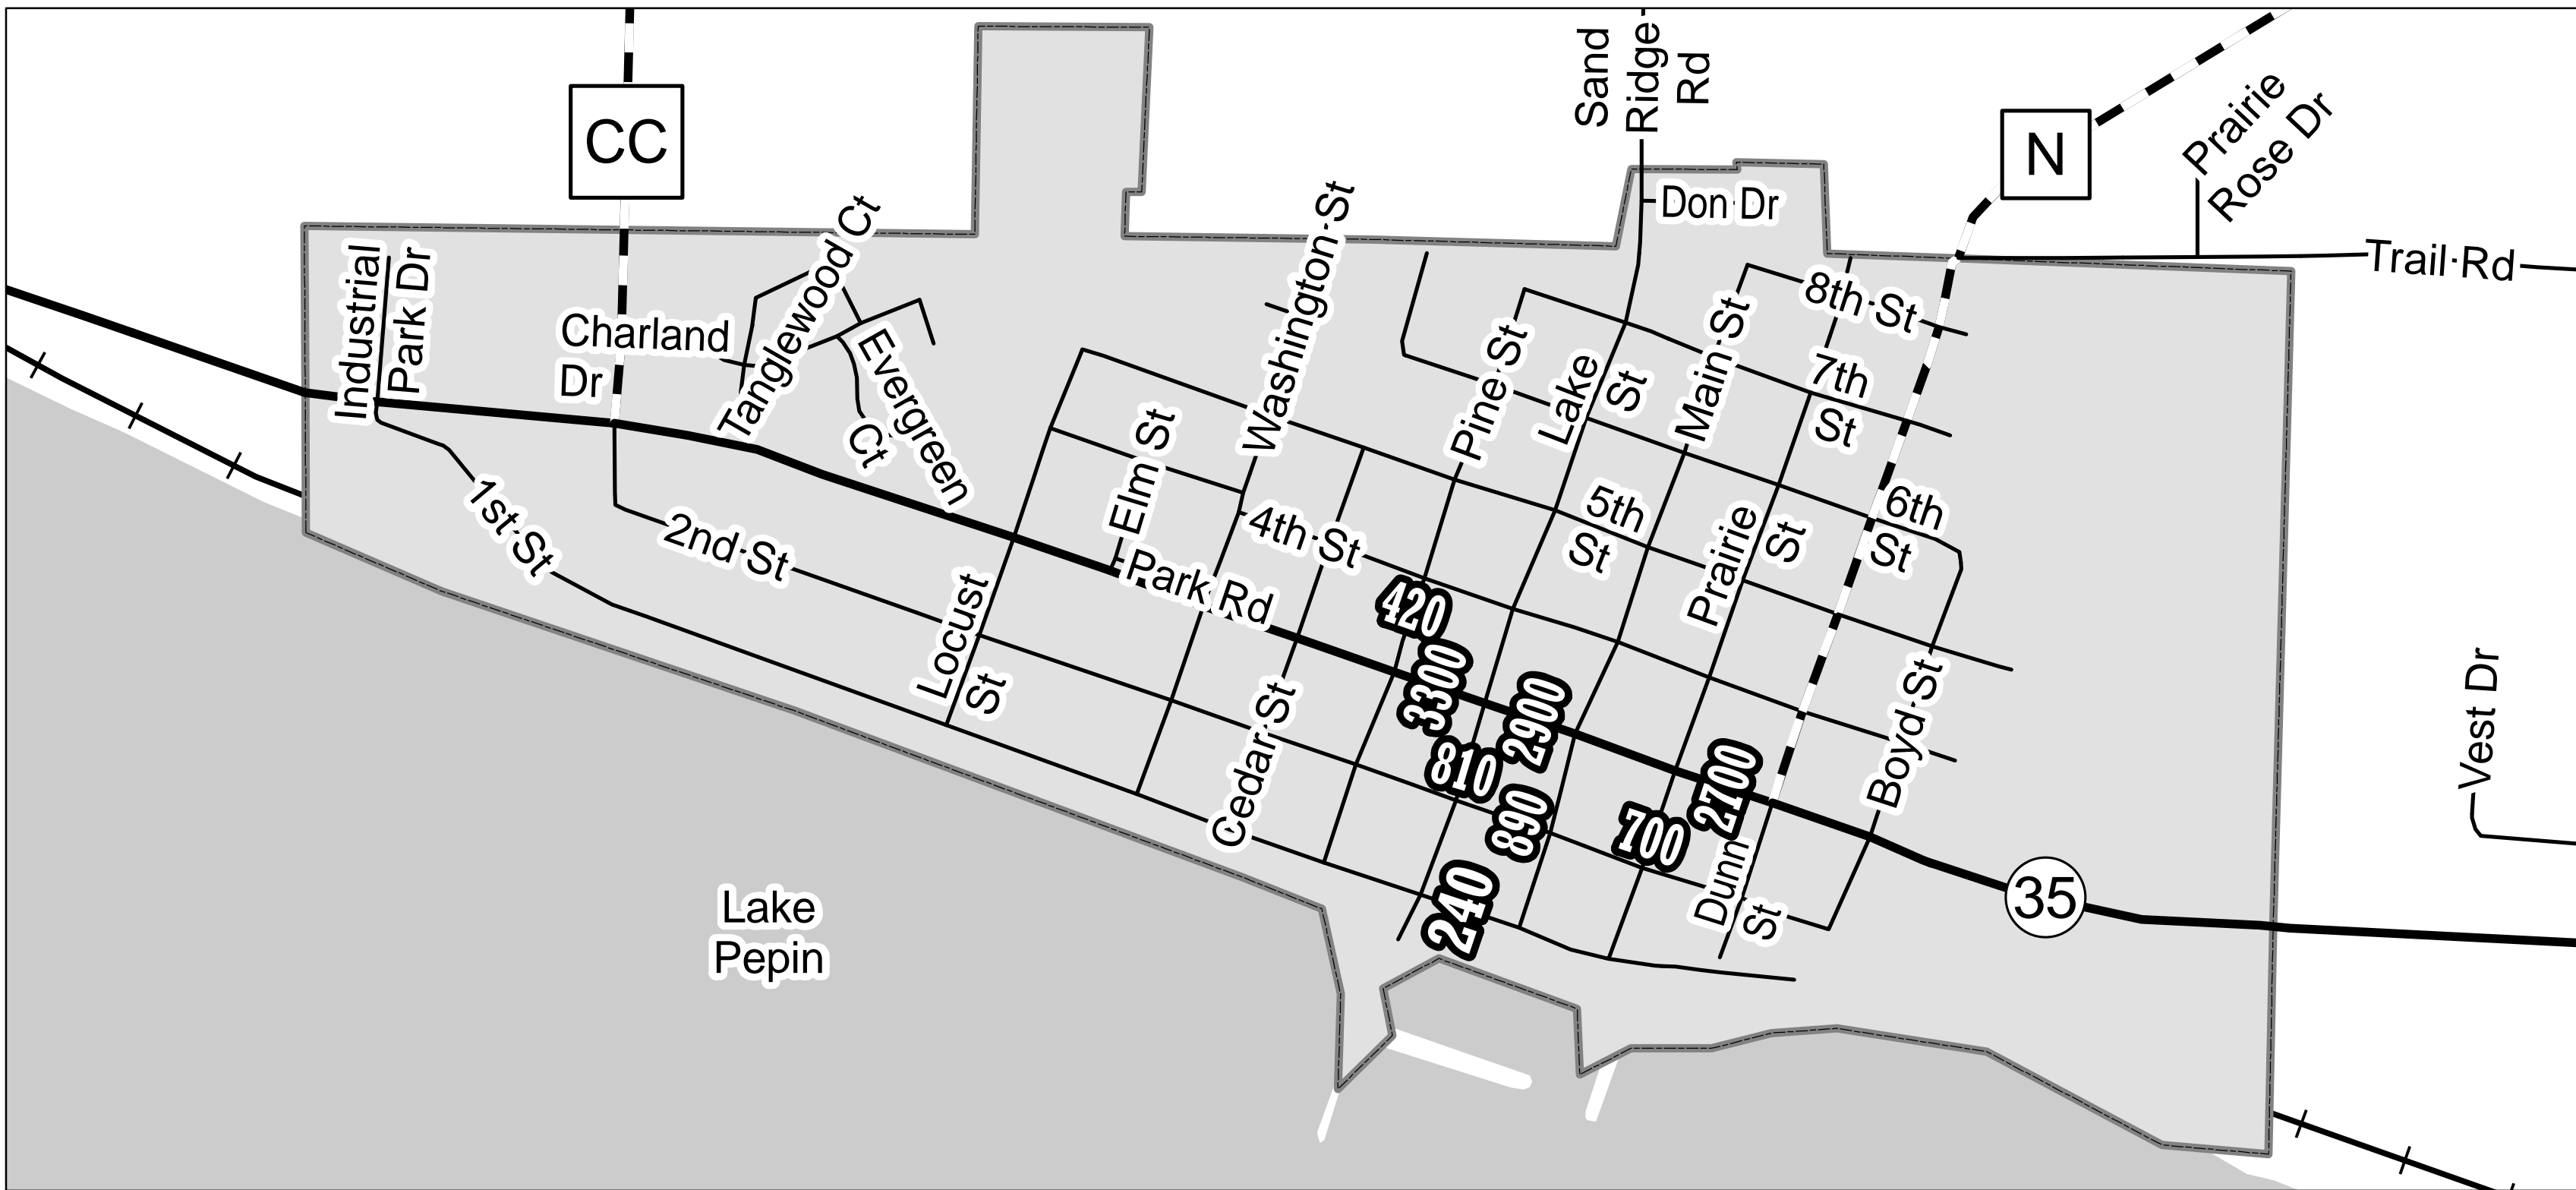 CC
Sand
Ridge
Rd
N
Prairie
Rose Dr
Don Dr
Trail Rd
Industrial
Park Dr
Charland
Dr
Tanglewood Ct
Evergreen
Ct
Washington St
Pine St
Lake
St
Main St
8th St
7th
St
6th
St
5th
St
4th St
Elm St
Prairie
St
1st St
2nd St
Park Rd
Locust
St
Cedar St
420
3300
2900
810
890
240
700
2700
Dunn
St
Boyd St
Vest Dr
35
Lake
Pepin